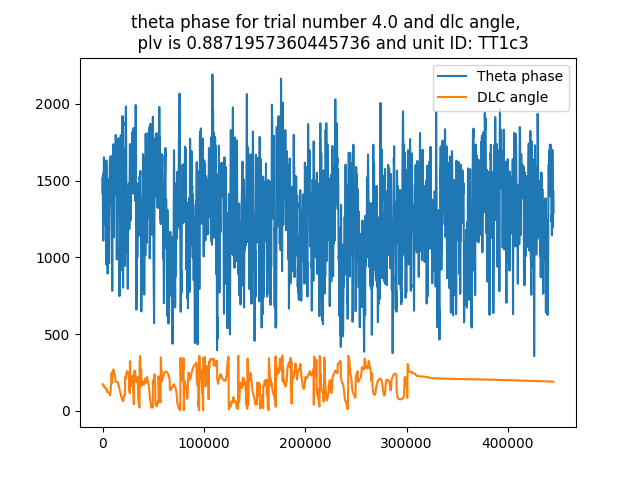 theta phase for trial number 4.0 and dlc angle,
plv is 0.8871957360445736 and unit ID: TT1c3
Theta phase
DLC angle
2000
1500
1000
500
0
0 100000 200000 300000 400000